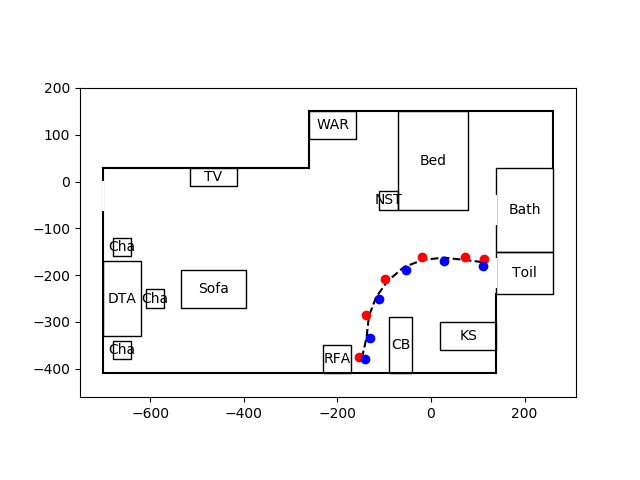 200
100
0
−100
−200
−300
−400
−600
−400
−200
0
200
WAR
Bed
TV
NST
Bath
Cha
Toil
DTA
Cha
Sofa
Cha
RFA
CB
KS